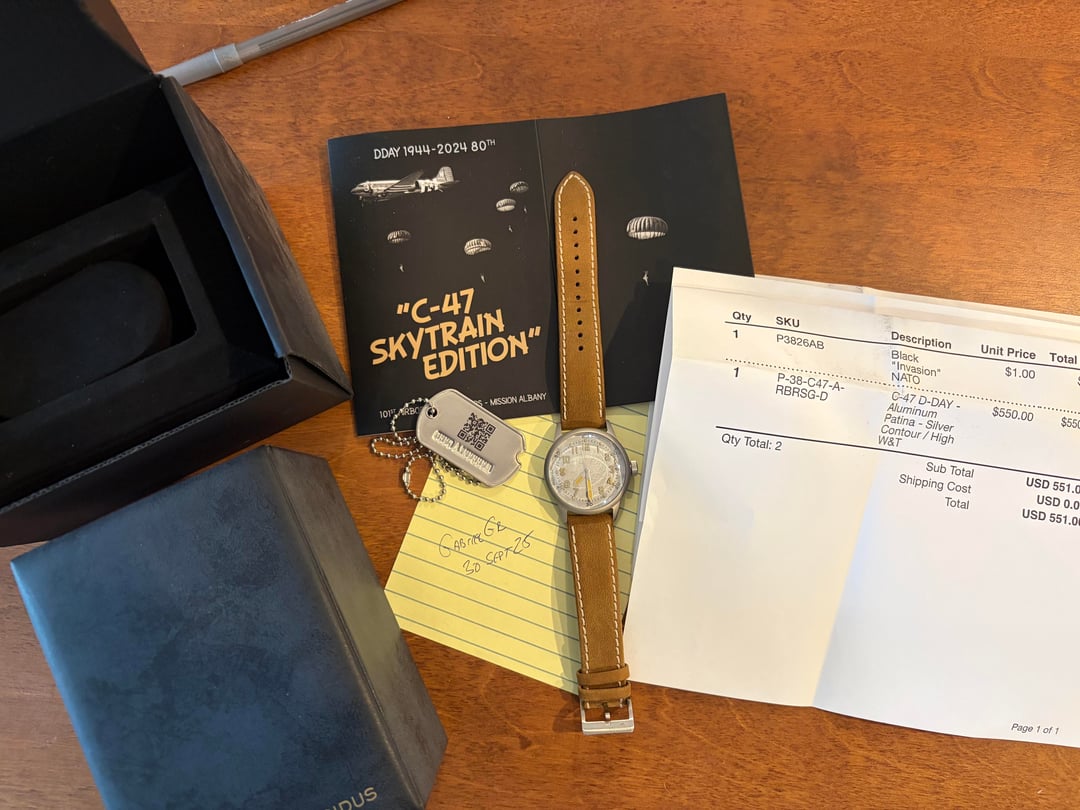 DDAY 1944-2024 80TH
"C-47
SKYTRAIN
EDITION"
- MISSION ALBANY
GABRIEL GR
30 SEPT 25
Qty SKU Description Unit Price Total
1 P3826AB Black "Invasion" NATO $1.00
1 P-38-C47-A-RBRSG-D C-47 D-DAY - Aluminum Patina - Silver Contour / High W&T $550.00
Qty Total: 2
Sub Total
Shipping Cost
Total
USD 551.0
USD 0.0
USD 551.00
Page 1 of 1